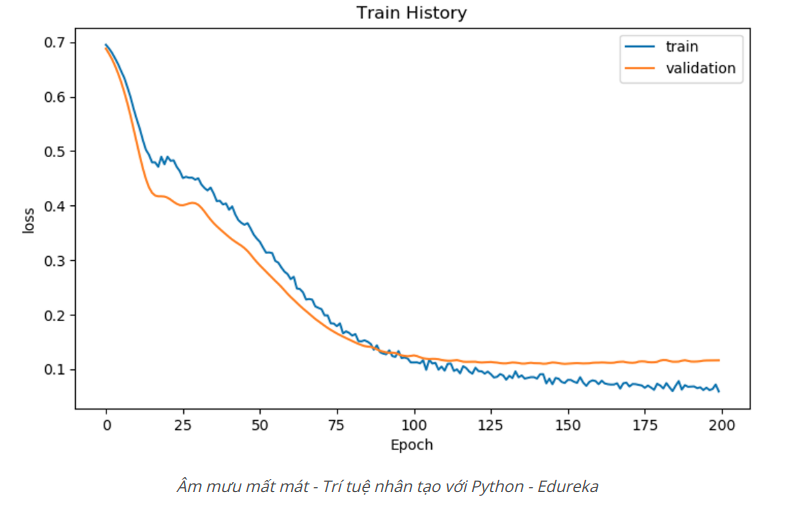 Train History
train
validation
0.7
0.6
0.5
0.4
0.3
0.2
0.1
loss
0 25 50 75 100 125 150 175 200
Epoch
Âm mưu mất mát - Trí tuệ nhân tạo với Python - Edureka